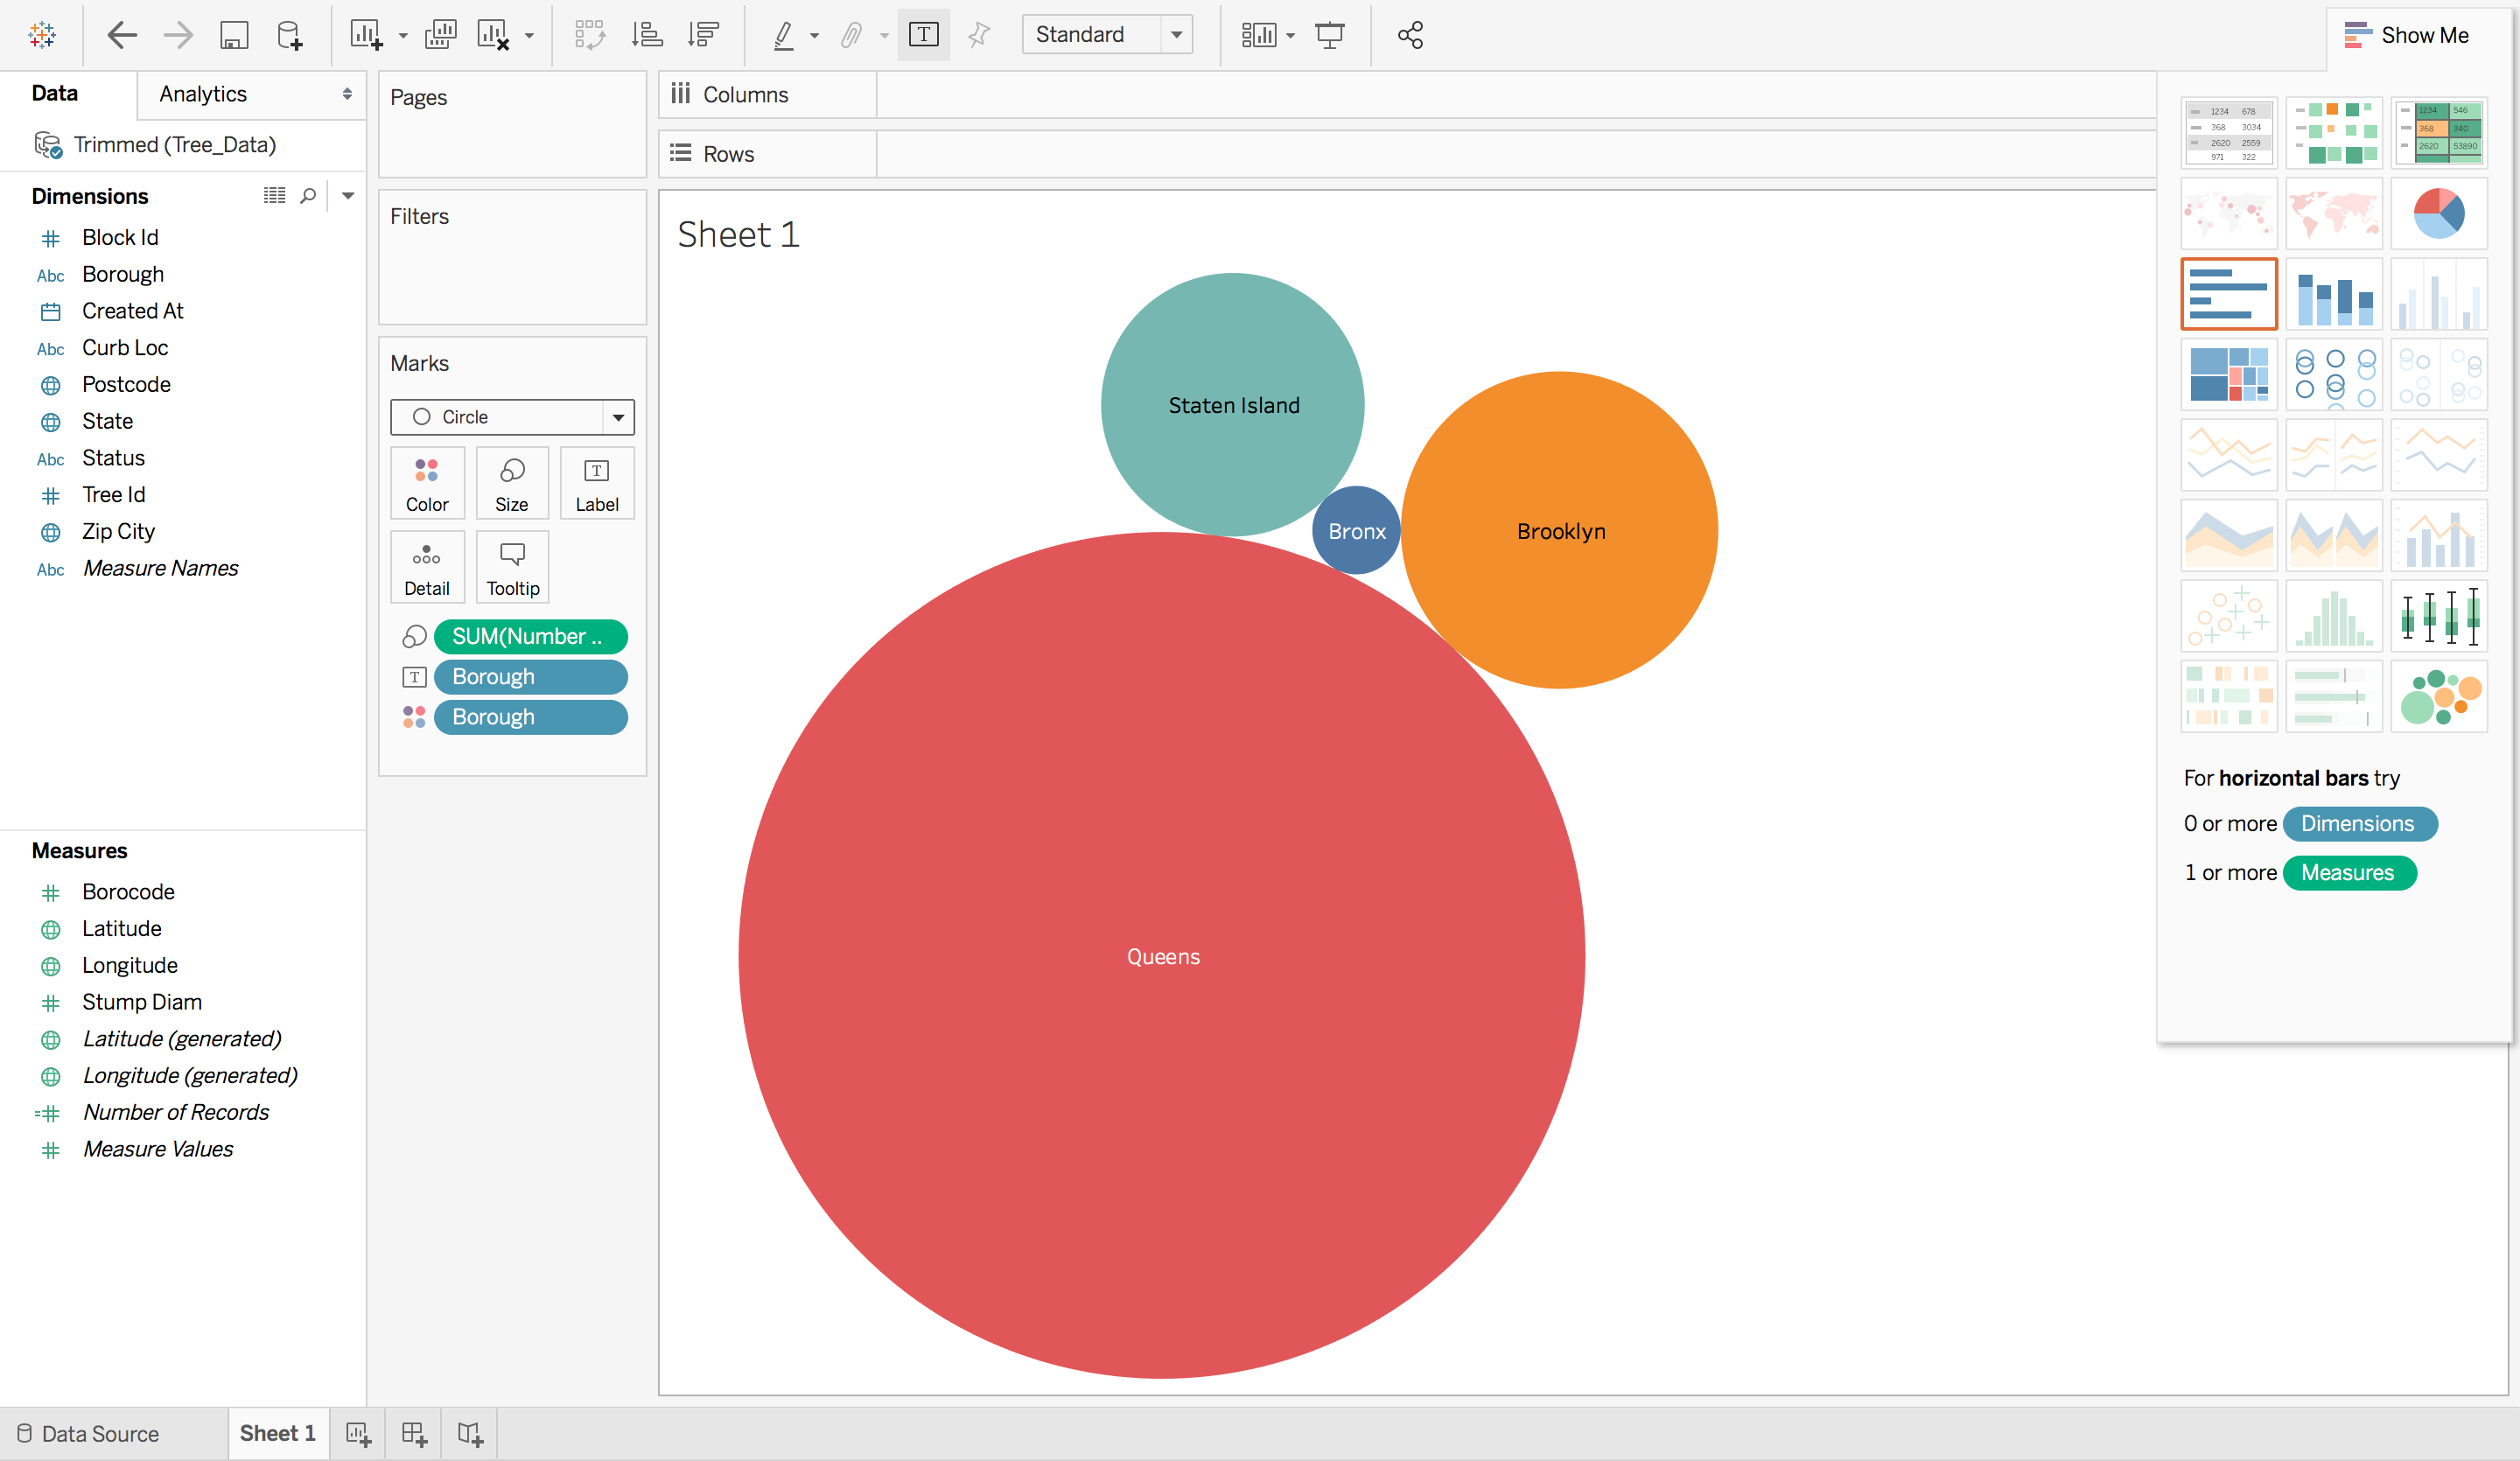 Standard
Show Me
Data
Analytics
Trimmed (Tree_Data)
Dimensions
Block Id
Abc Borough
Created At
Abc Curb Loc
Postcode
State
Abc Status
Tree Id
Zip City
Abc Measure Names
Measures
Borocode
Latitude
Longitude
Stump Diam
Latitude (generated)
Longitude (generated)
=# Number of Records
Measure Values
Pages
Filters
Marks
Circle
Color
Size
T Label
Detail
Tooltip
SUM(Number ..
T Borough
Borough
Columns
Rows
Sheet 1
Staten Island
Bronx
Brooklyn
Queens
1234 678
368 3034
2620 2559
971 322
1234 546
368 340
2620 53890
For horizontal bars try
0 or more Dimensions
1 or more Measures
Data Source
Sheet 1